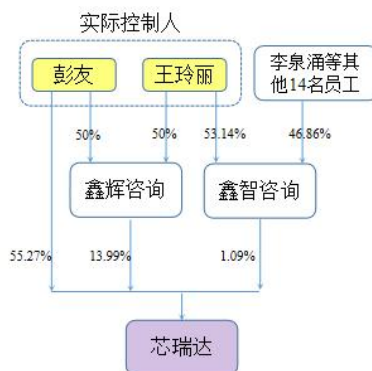 实际控制人
彭友
王玲丽
李泉涌等其
他14名员工
50%
50%
53.14%
46.86%
鑫辉咨询
鑫智咨询
55.27%
13.99%
1.09%
芯瑞达